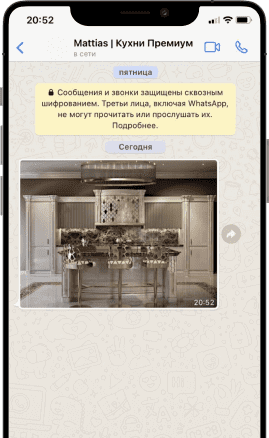 20:52
Mattias | Кухни Премиум
в сети
пятница
Сообщения и звонки защищены сквозным
шифрованием. Третьи лица, включая WhatsApp,
не могут прочитать или прослушать их.
Подробнее.
Сегодня
20:52